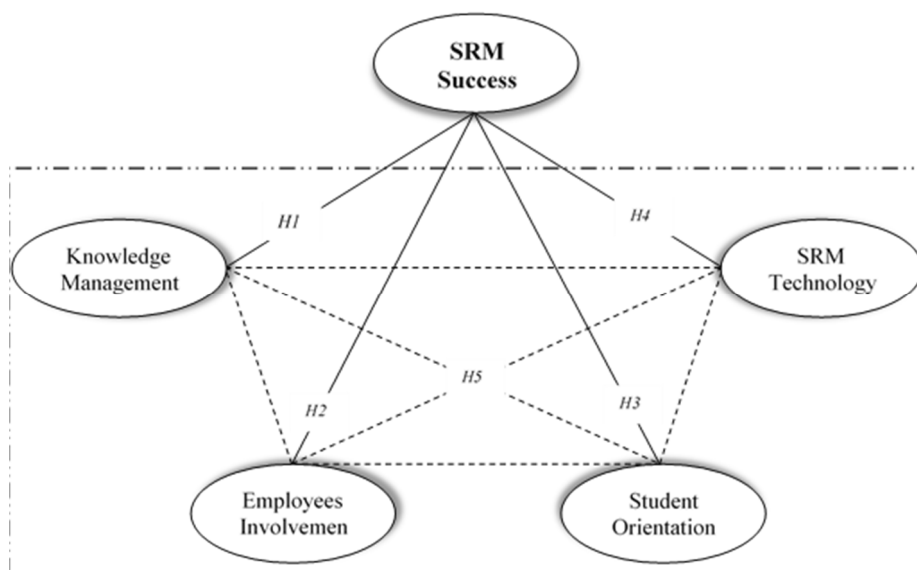 SRM
Success
H1
H4
Knowledge
Management
SRM
Technology
H5
H2
H3
Employees
Involvemen
Student
Orientation